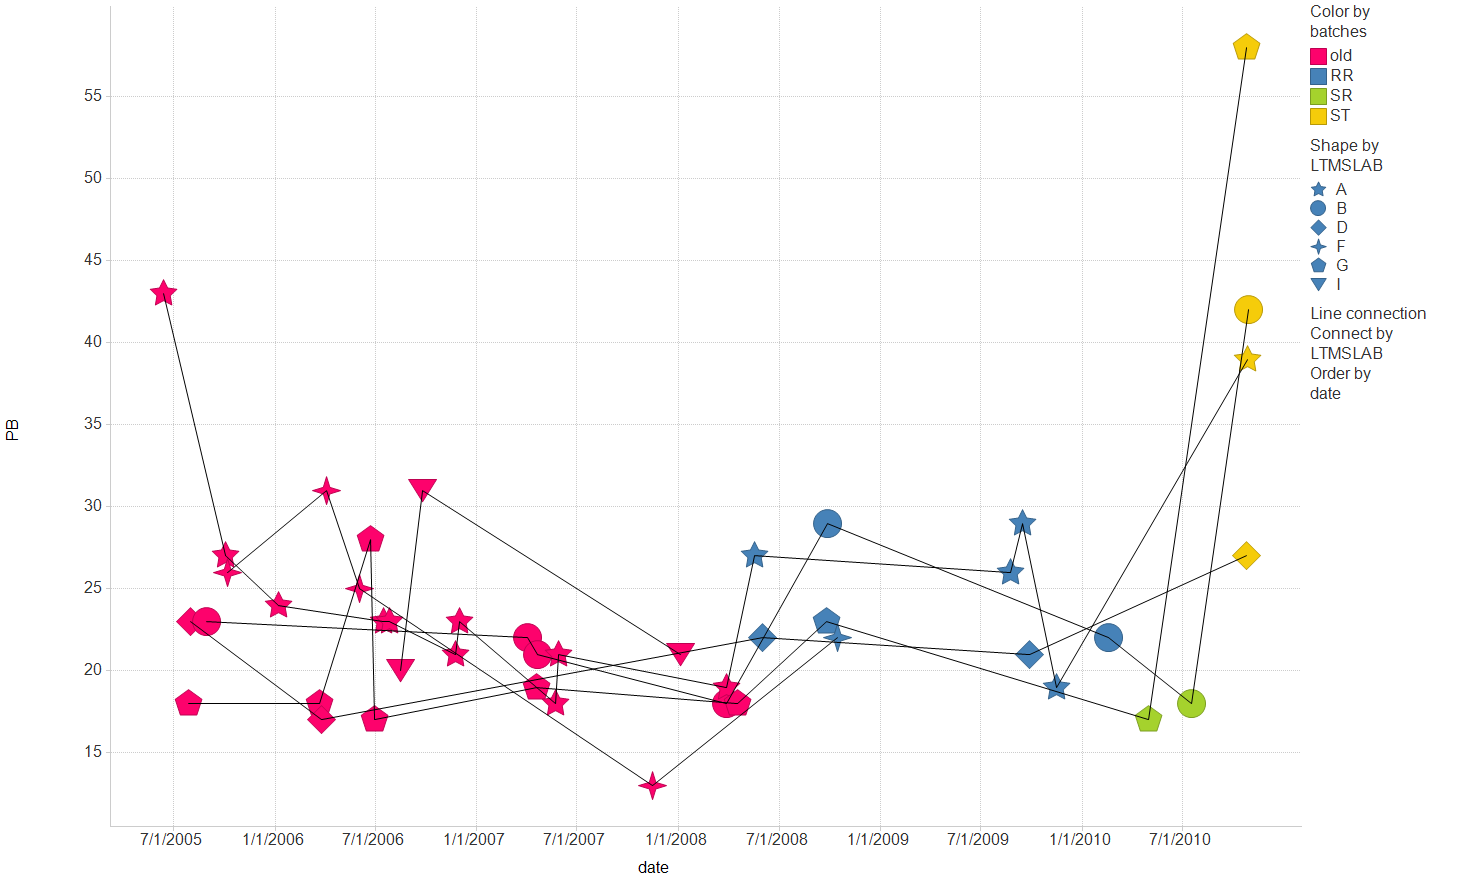 Color by
batches
old
RR
SR
ST
Shape by
LTMSLAB
A
B
D
F
G
I
Line connection
Connect by
LTMSLAB
Order by
date
55
50
45
40
35
30
25
20
15
PB
7/1/2005 1/1/2006 7/1/2006 1/1/2007 7/1/2007 1/1/2008 7/1/2008 1/1/2009 7/1/2009 1/1/2010 7/1/2010
date